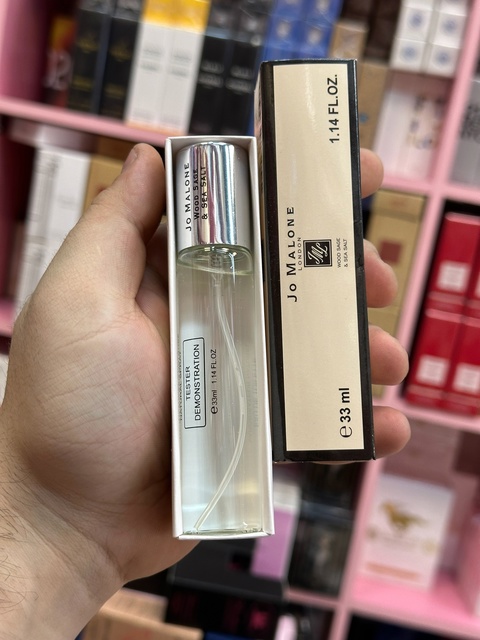 JO MALONE
WOOD SAGE
& SEA SALT
TESTER
DEMONSTRATION
℮33ml 1.14 FL OZ
JO MALONE
LONDON
JML
WOOD SAGE
& SEA SALT
1.14 FL.OZ.
℮ 33 ml